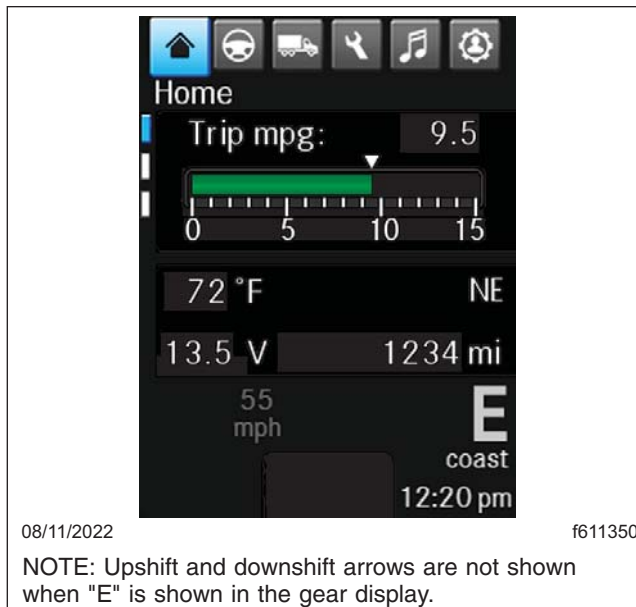 Home
Trip mpg: 9.5
0 5 10 15
72 °F NE
13.5 V 1234 mi
55
mph
E
coast
12:20 pm
08/11/2022 f611350
NOTE: Upshift and downshift arrows are not shown
when "E" is shown in the gear display.